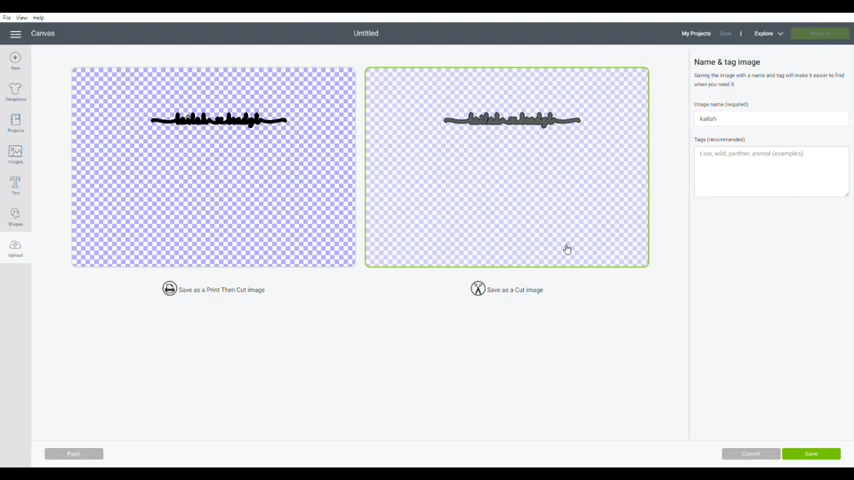 File View Help
Canvas
Untitled
My Projects Save | Explore
New
Templates
Projects
Images
Text
Shapes
Upload
Save as a Print Then Cut image
Save as a Cut image
Name & tag image
Saving the image with a name and tag will make it easier to find
when you need it.
Image name (required)
kailah
Tags (recommended)
Lion, wild, panther, animal (examples)
Back
Cancel
Save